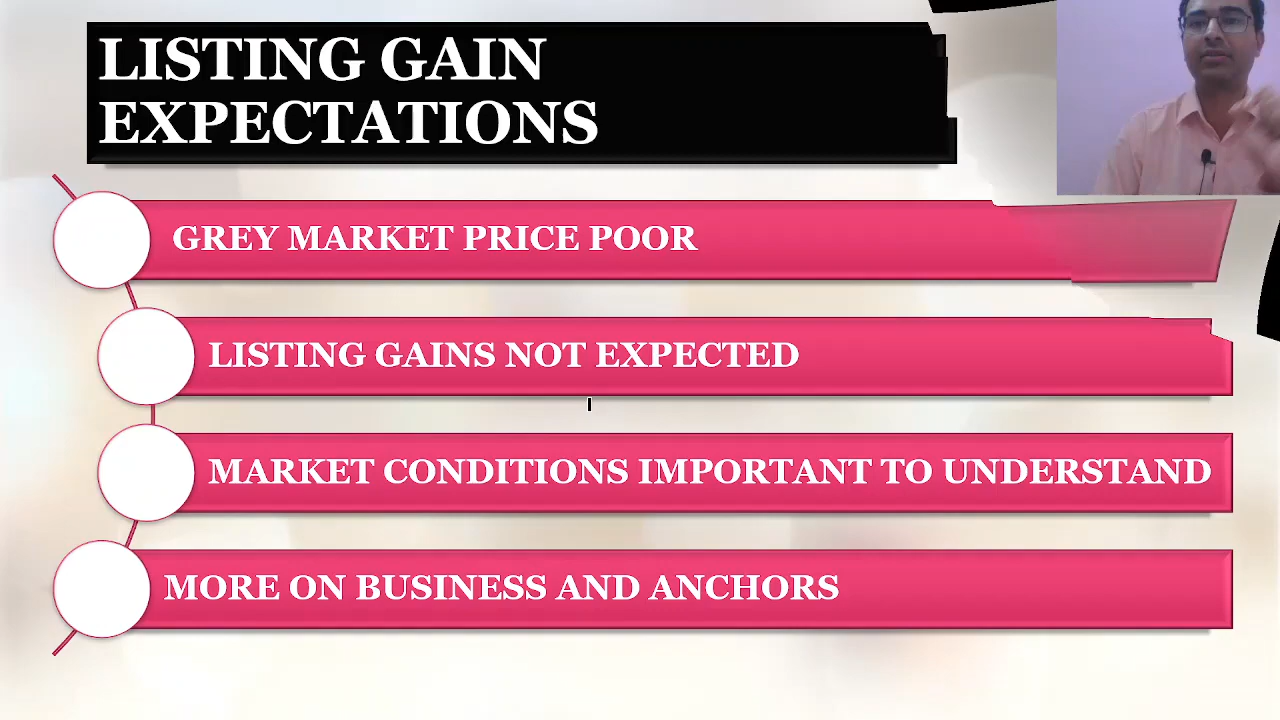 LISTING GAIN
EXPECTATIONS
GREY MARKET PRICE POOR
LISTING GAINS NOT EXPECTED
MARKET CONDITIONS IMPORTANT TO UNDERSTAND
MORE ON BUSINESS AND ANCHORS